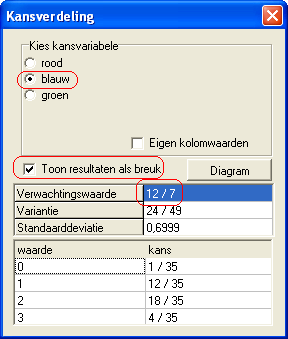 Kansverdeling
Kies kansvariabele
rood
blauw
groen
Eigen kolomwaarden
Toon resultaten als breuk
Diagram
Verwachtingswaarde 12 / 7
Variantie 24 / 49
Standaarddeviatie 0,6999
waarde kans
0 1 / 35
1 12 / 35
2 18 / 35
3 4 / 35